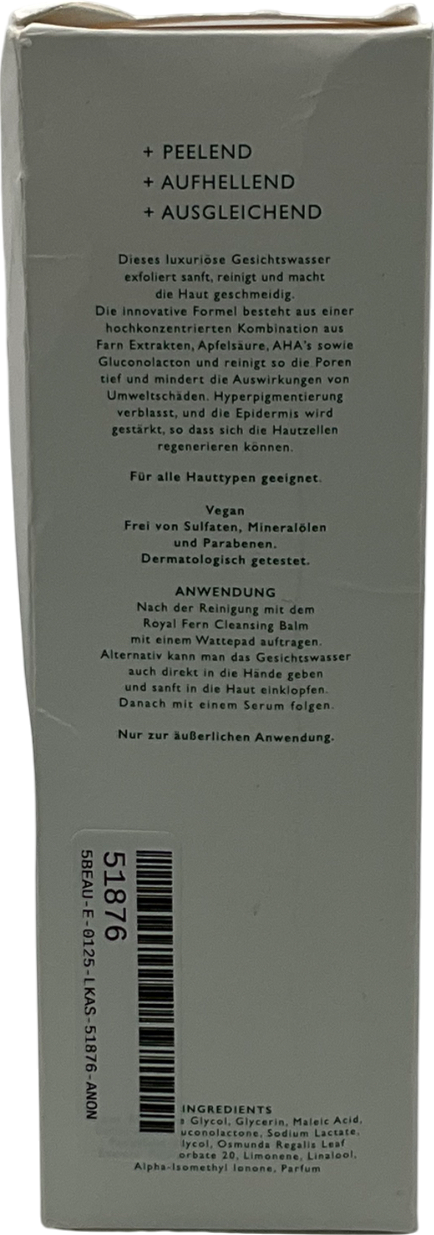 + PEELEND
+ AUFHELLEND
+ AUSGLEICHEND
Dieses luxuriöse Gesichtswasser
exfoliert sanft, reinigt und macht
die Haut geschmeidig.
Die innovative Formel besteht aus einer
hochkonzentrierten Kombination aus
Farn Extrakten, Apfelsäure, AHA's sowie
Gluconolacton und reinigt so die Poren
tief und mindert die Auswirkungen von
Umweltschäden. Hyperpigmentierung
verblasst, und die Epidermis wird
gestärkt, so dass sich die Hautzellen
regenerieren können.
Für alle Hauttypen geeignet.
Vegan
Frei von Sulfaten, Mineralölen
und Parabenen.
Dermatologisch getestet.
ANWENDUNG
Nach der Reinigung mit dem
Royal Fern Cleansing Balm
mit einem Wattepad auftragen.
Alternativ kann man das Gesichtswasser
auch direkt in die Hände geben
und sanft in die Haut einklopfen.
Danach mit einem Serum folgen.
Nur zur äußerlichen Anwendung.
51876
5BEAU-E-0125-LKAS-51876-ANON
INGREDIENTS
Glycol, Glycerin, Maleic Acid,
uconolactone, Sodium Lactate,
lycol, Osmunda Regalis Leaf
orbate 20, Limonene, Linalool,
Alpha-Isomethyl Ionone, Parfum